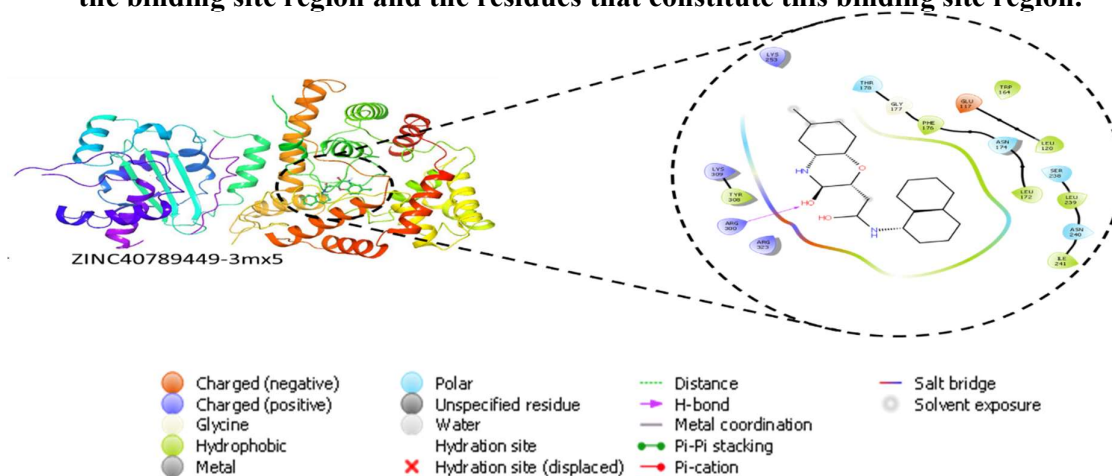 the binding site region and the residues that constitute this binding site region.
LYS
253
THR
178
GLY
177
PHE
176
GLU
117
TRP
164
ASN
174
LEU
120
LEU
172
SER
238
LEU
239
ASN
240
ILE
241
LYS
309
TYR
308
ARG
300
ARG
323
HN
O
HO
HO
N
H
ZINC40789449-3mx5
Charged (negative)
Charged (positive)
Glycine
Hydrophobic
Metal
Polar
Unspecified residue
Water
Hydration site
Hydration site (displaced)
Distance
H-bond
Metal coordination
Pi-Pi stacking
Pi-cation
Salt bridge
Solvent exposure